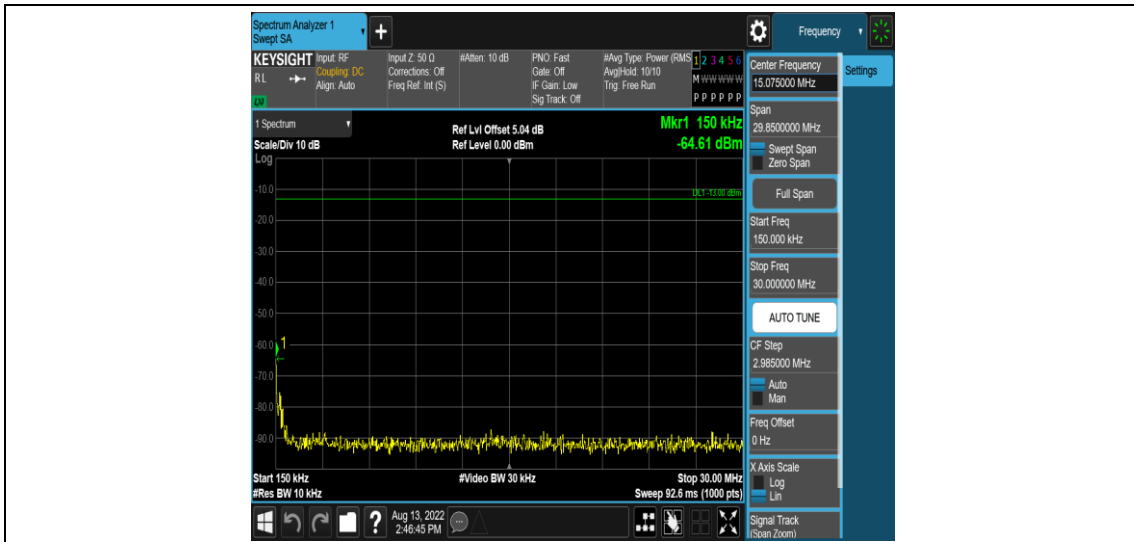 Spectrum Analyzer 1
Swept SA
+
Frequency
KEYSIGHT
RL
LM
Input: RF
Coupling: DC
Align: Auto
Input Z: 50 Ω
Corrections: Off
Freq Ref: Int (S)
#Atten: 10 dB
PNO: Fast
Gate: Off
IF Gain: Low
Sig Track: Off
#Avg Type: Power (RMS
Avg|Hold: 10/10
Trig: Free Run
1 2 3 4 5 6
M W W W W W
P P P P P P
1 Spectrum
Scale/Div 10 dB
Ref Lvl Offset 5.04 dB
Ref Level 0.00 dBm
Mkr1 150 kHz
-64.61 dBm
Log
DL1 -13.00 dBm
-10.0
-20.0
-30.0
-40.0
-50.0
-60.0
1
-70.0
-80.0
-90.0
Start 150 kHz
#Res BW 10 kHz
#Video BW 30 kHz
Stop 30.00 MHz
Sweep 92.6 ms (1000 pts)
Center Frequency
15.075000 MHz
Settings
Span
29.8500000 MHz
Swept Span
Zero Span
Full Span
Start Freq
150.000 kHz
Stop Freq
30.000000 MHz
AUTO TUNE
CF Step
2.985000 MHz
Auto
Man
Freq Offset
0 Hz
X Axis Scale
Log
Lin
Signal Track
(Span Zoom)
?
Aug 13, 2022
2:46:45 PM